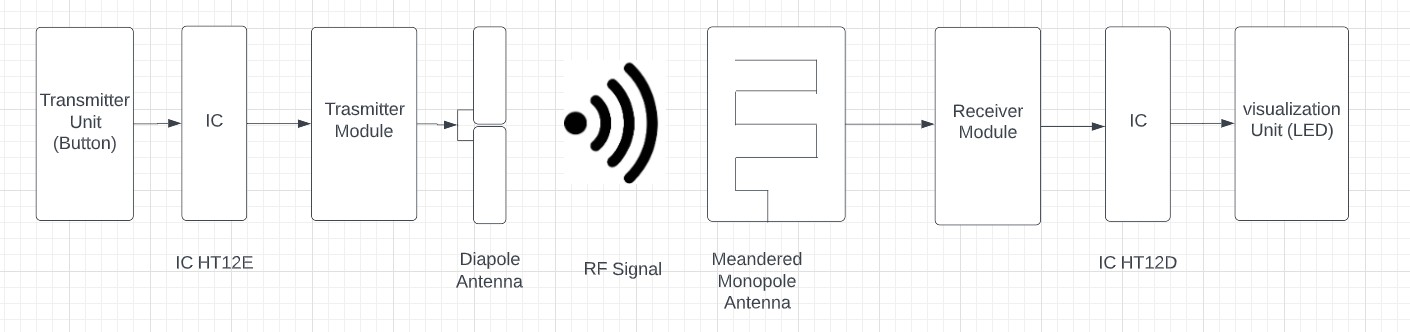 Transmitter
Unit
(Button)
IC
Trasmitter
Module
Receiver
Module
IC
visualization
Unit (LED)
IC HT12E
Diapole
Antenna
RF Signal
Meandered
Monopole
Antenna
IC HT12D